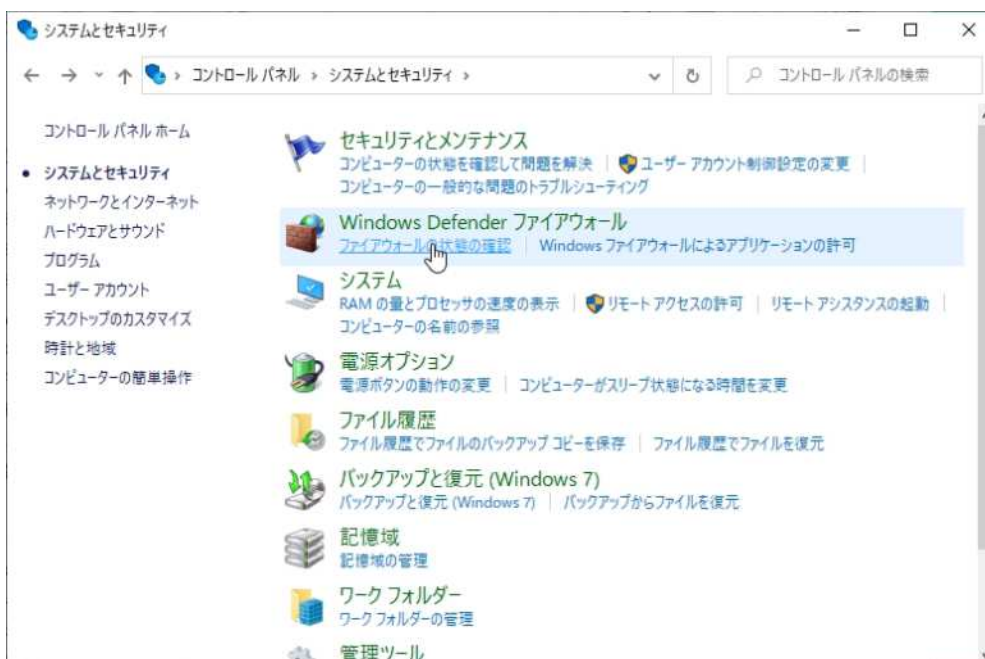 システムとセキュリティ
コントロール パネル › システムとセキュリティ ›
コントロール パネルの検索
コントロール パネル ホーム
システムとセキュリティ
ネットワークとインターネット
ハードウェアとサウンド
プログラム
ユーザー アカウント
デスクトップのカスタマイズ
時計と地域
コンピューターの簡単操作
セキュリティとメンテナンス
コンピューターの状態を確認して問題を解決 | ユーザー アカウント制御設定の変更 |
コンピューターの一般的な問題のトラブルシューティング
Windows Defender ファイアウォール
ファイアウォールの状態の確認 | Windows ファイアウォールによるアプリケーションの許可
システム
RAM の量とプロセッサの速度の表示 | リモート アクセスの許可 | リモート アシスタンスの起動 |
コンピューターの名前の参照
電源オプション
電源ボタンの動作の変更 | コンピューターがスリープ状態になる時間を変更
ファイル履歴
ファイル履歴でファイルのバックアップ コピーを保存 | ファイル履歴でファイルを復元
バックアップと復元 (Windows 7)
バックアップと復元 (Windows 7) | バックアップからファイルを復元
記憶域
記憶域の管理
ワーク フォルダー
ワーク フォルダーの管理
管理ツール